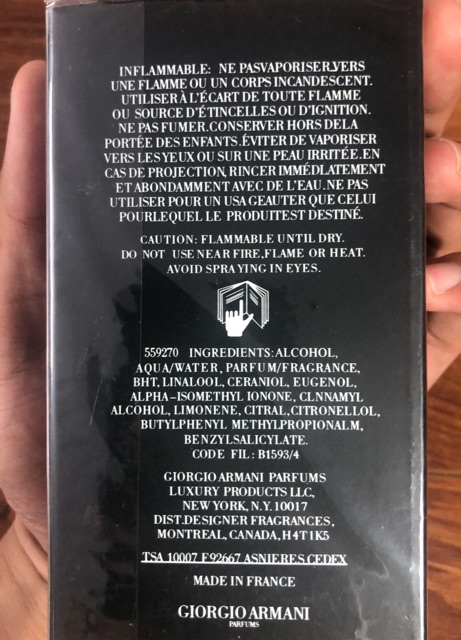 INFLAMMABLE: NE PASVAPORISER.VERS
UNE FLAMME OU UN CORPS INCANDESCENT.
UTILISER À L'ÉCART DE TOUTE FLAMME
OU SOURCE D'ÉTINCELLES OU D'IGNITION.
NE PAS FUMER.CONSERVER HORS DELA
PORTÉE DES ENFANTS.ÉVITER DE VAPORISER
VERS LES YEUX OU SUR UNE PEAU IRRITÉE.EN
CAS DE PROJECTION, RINCER IMMÉDLATEMENT
ET ABONDAMMENT AVEC DE L'EAU.NE PAS
UTILISER POUR UN USA GEAUTER QUE CELUI
POURLEQUEL LE PRODUITEST DESTINÉ.
CAUTION: FLAMMABLE UNTIL DRY.
DO NOT USE NEAR FIRE,FLAME OR HEAT.
AVOID SPRA YING IN EYES.
559270 INGREDIENTS:ALCOHOL,
AQUA/WATER, PARFUM/FRAGRANCE,
BHT, LINALOOL, CERANIOL, EUGENOL,
ALPHA-ISOMETHYL IONONE, CLNNAMYL
ALCOHOL, LIMONENE, CITRAL,CITRONELLOL,
BUTYLPHENYL METHYLPROPIONALM,
BENZYLSALICYLATE.
CODE FIL: B1593/4
GIORGIO ARMANI PARFUMS
LUXURY PRODUCTS LLC,
NEW YORK, N.Y. 10017
DIST.DESIGNER FRAGRANCES,
MONTREAL, CANADA, H4T1K5
TSA 10007 F92667 ASNIERES CEDEX
MADE IN FRANCE
GIORGIO ARMANI
PARFUMS